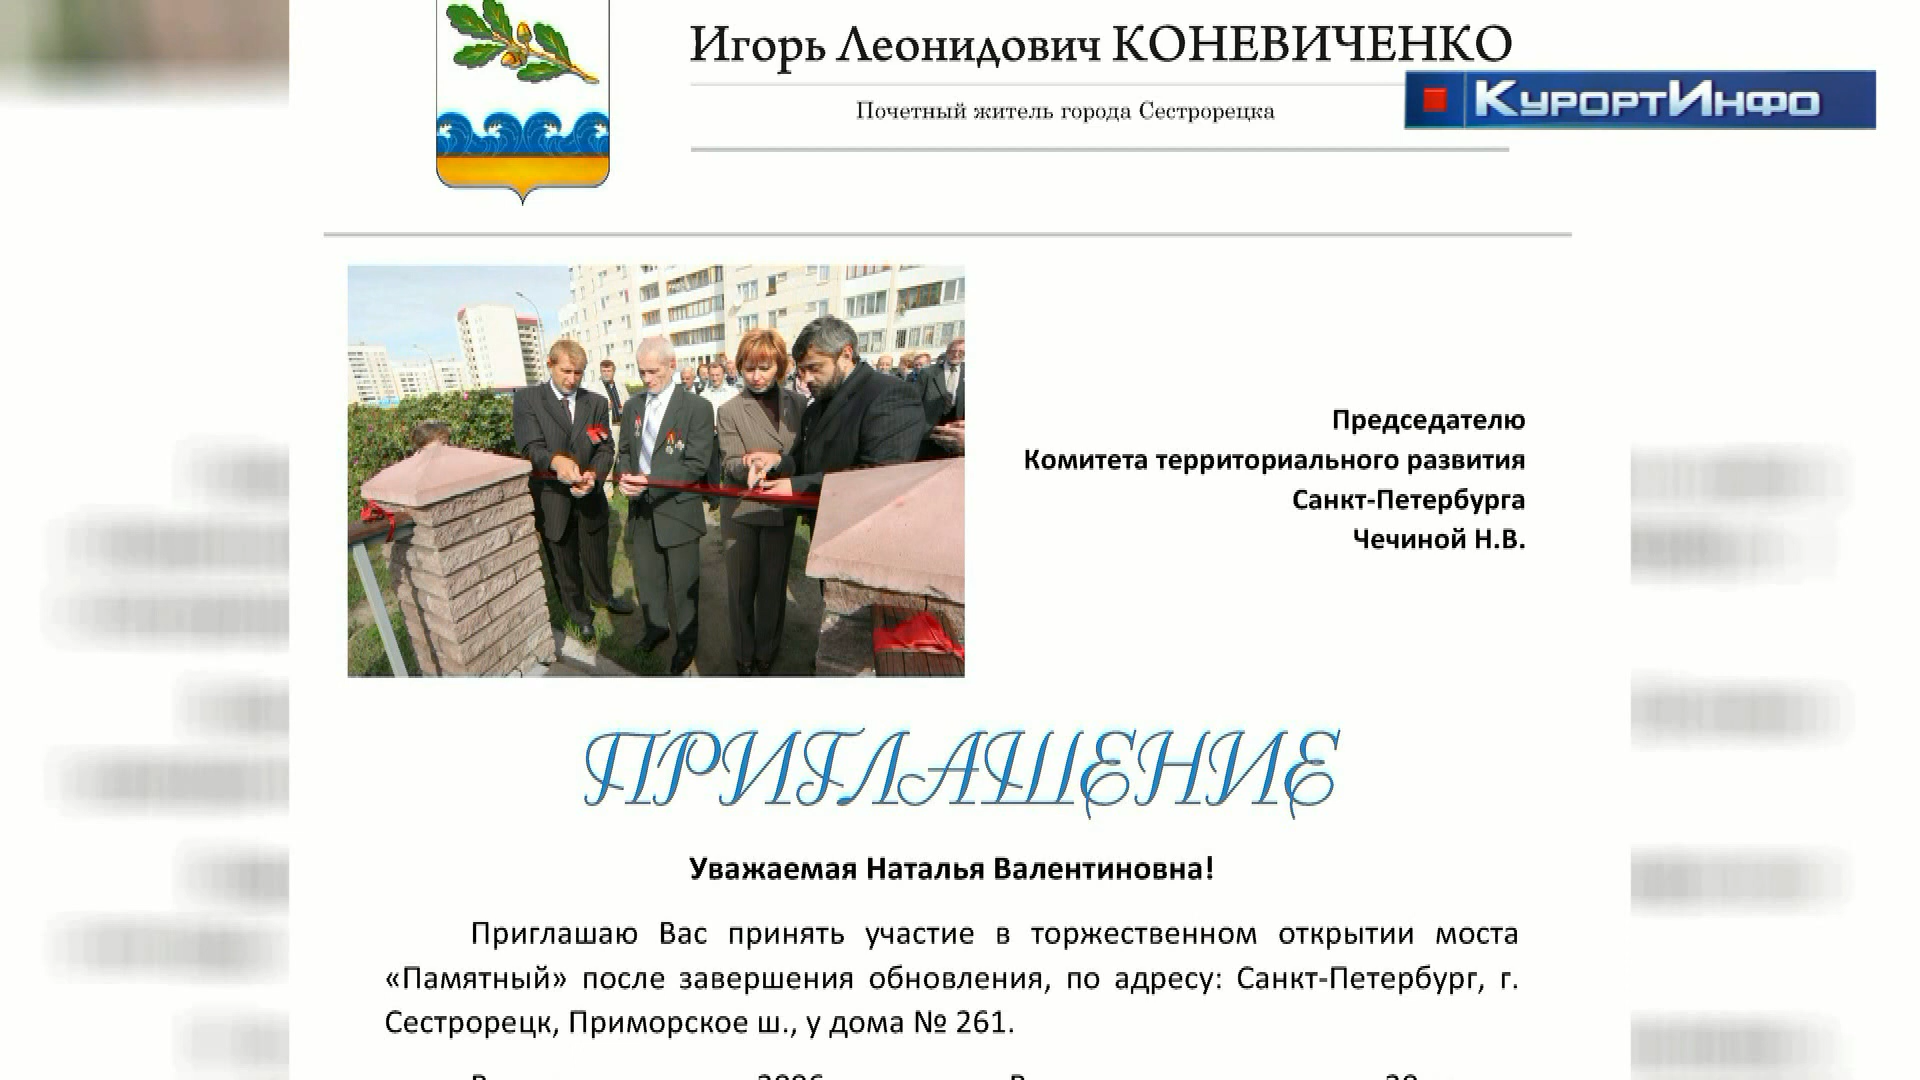 Игорь Леонидович КОНЕВИЧЕНКО
Почетный житель города Сестрорецка
КУРОРТИНФО
Председателю
Комитета территориального развития
Санкт-Петербурга
Чечиной Н.В.
ПРИГЛАШЕНИЕ
Уважаемая Наталья Валентиновна!
Приглашаю Вас принять участие в торжественном открытии моста
«Памятный» после завершения обновления, по адресу: Санкт-Петербург, г.
Сестрорецк, Приморское ш., у дома № 261.